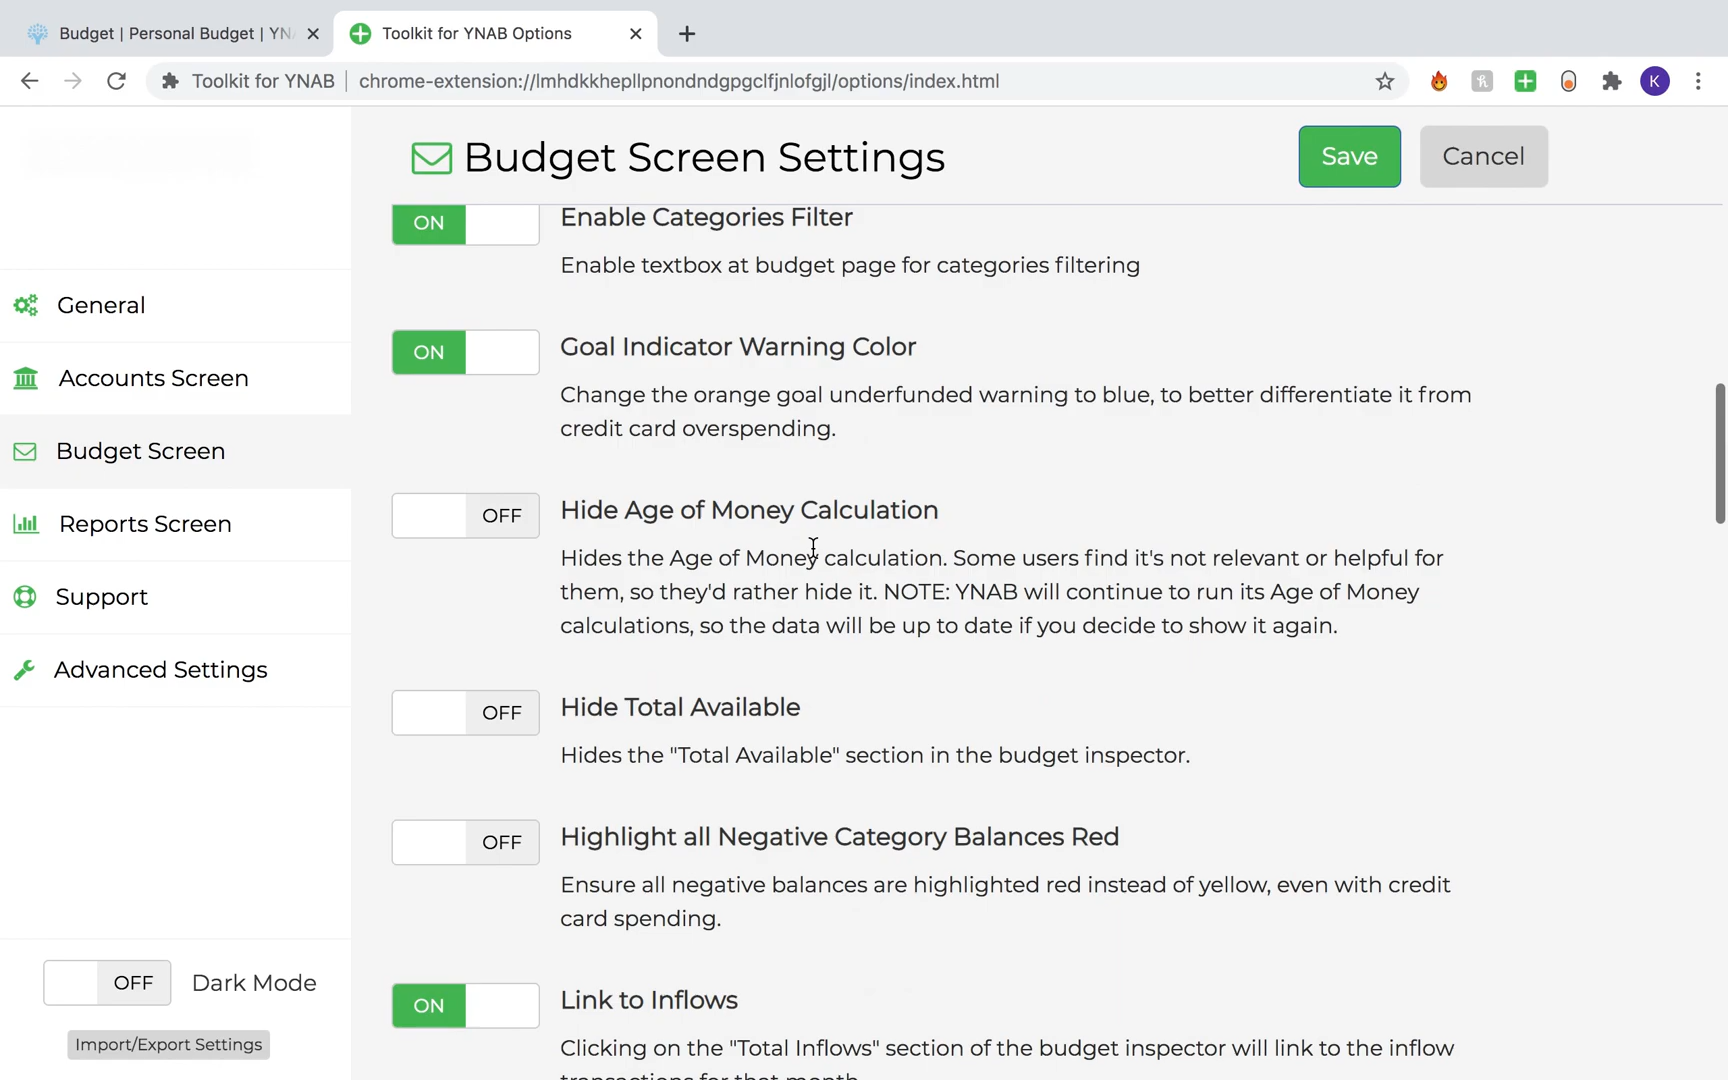 Budget | Personal Budget | YN
Toolkit for YNAB Options
Toolkit for YNAB
chrome-extension://lmhdkkhepllpnondndgpgclfjnlofgjl/options/index.html
K
Budget Screen Settings
Save
Cancel
General
Accounts Screen
Budget Screen
Reports Screen
Support
Advanced Settings
OFF Dark Mode
Import/Export Settings
ON Enable Categories Filter
Enable textbox at budget page for categories filtering
ON Goal Indicator Warning Color
Change the orange goal underfunded warning to blue, to better differentiate it from
credit card overspending.
OFF Hide Age of Money Calculation
Hides the Age of Money calculation. Some users find it's not relevant or helpful for
them, so they'd rather hide it. NOTE: YNAB will continue to run its Age of Money
calculations, so the data will be up to date if you decide to show it again.
OFF Hide Total Available
Hides the "Total Available" section in the budget inspector.
OFF Highlight all Negative Category Balances Red
Ensure all negative balances are highlighted red instead of yellow, even with credit
card spending.
ON Link to Inflows
Clicking on the "Total Inflows" section of the budget inspector will link to the inflow
transactions for that month.